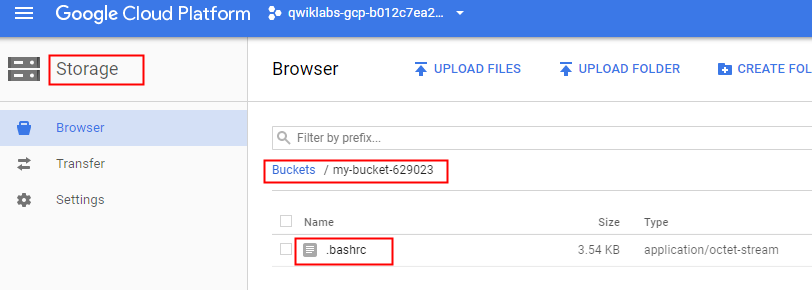 Google Cloud Platform qwiklabs-gcp-b012c7ea2...
Storage
Browser UPLOAD FILES UPLOAD FOLDER CREATE FOL
Browser
Transfer
Settings
Filter by prefix...
Buckets / my-bucket-629023
Name Size Type
.bashrc 3.54 KB application/octet-stream